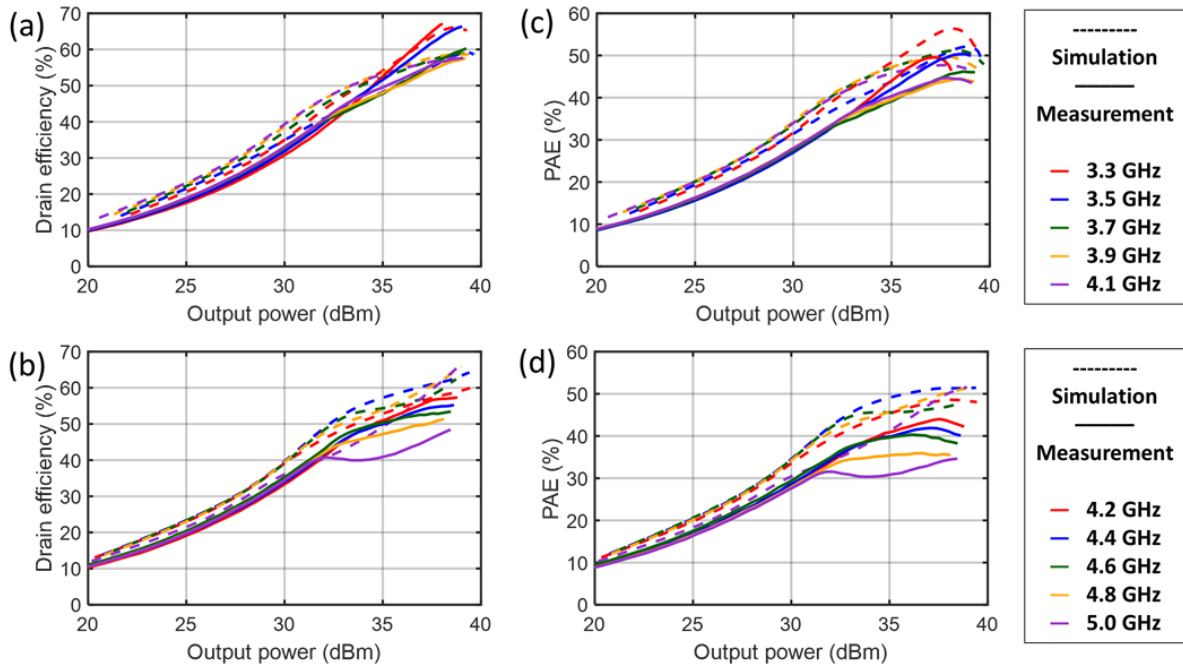 (a)
Drain efficiency (%)
70
60
50
40
30
20
10
0
20 25 30 35 40
Output power (dBm)
(c)
PAE (%)
60
50
40
30
20
10
0
20 25 30 35 40
Output power (dBm)
Simulation
Measurement
3.3 GHz
3.5 GHz
3.7 GHz
3.9 GHz
4.1 GHz
(b)
Drain efficiency (%)
70
60
50
40
30
20
10
0
20 25 30 35 40
Output power (dBm)
(d)
PAE (%)
60
50
40
30
20
10
0
20 25 30 35 40
Output power (dBm)
Simulation
Measurement
4.2 GHz
4.4 GHz
4.6 GHz
4.8 GHz
5.0 GHz